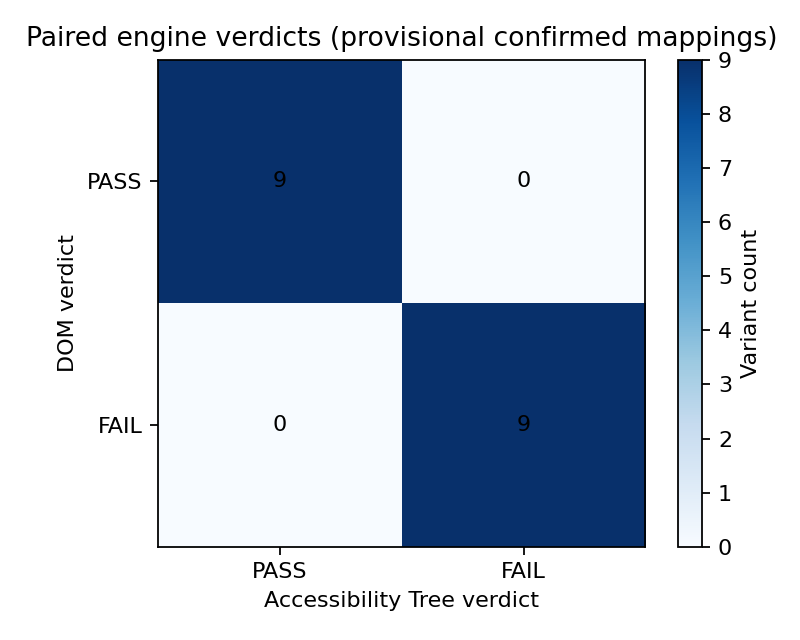 Paired engine verdicts (provisional confirmed mappings)
PASS
FAIL
DOM verdict
9
0
0
9
PASS
FAIL
Accessibility Tree verdict
9
8
7
6
5
4
3
2
1
0
Variant count